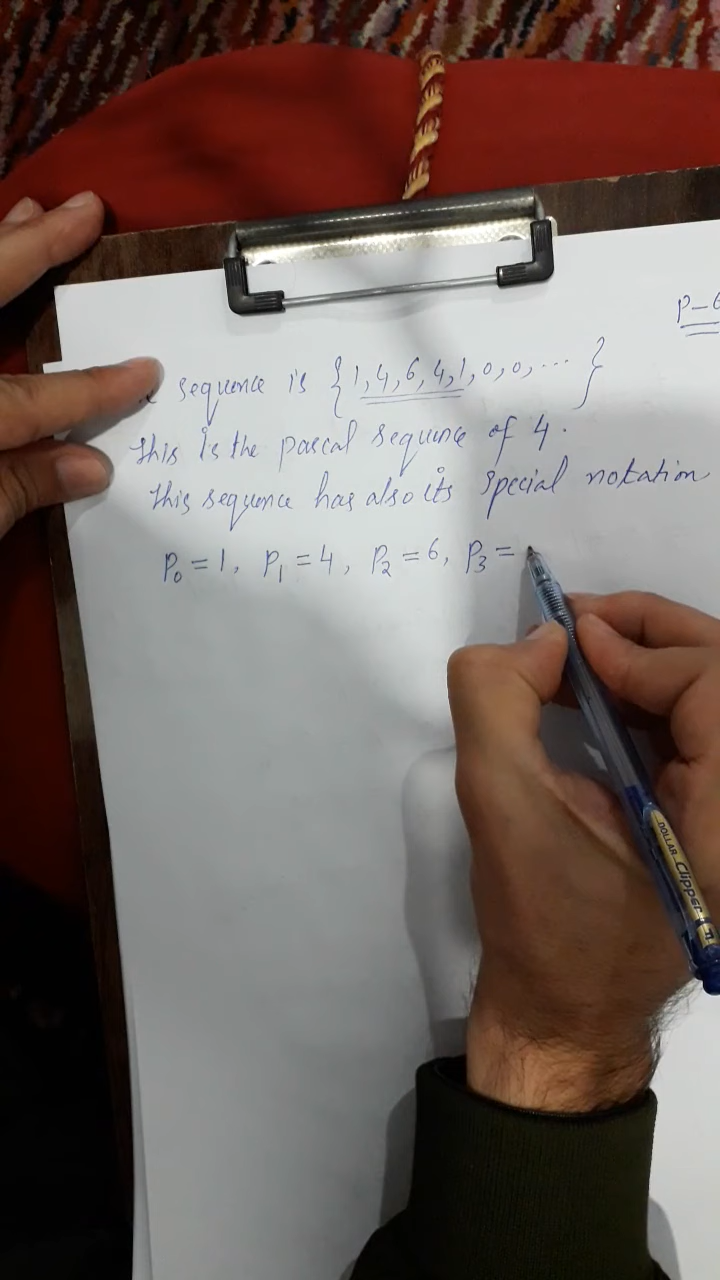 P-6
sequence is {1,4,6,4,1,0,0,...}
this is the pascal sequence of 4.
this sequence has also its special notation
P₀ = 1, P₁ = 4, P₂ = 6, P₃ =
DOLLAR Clipper